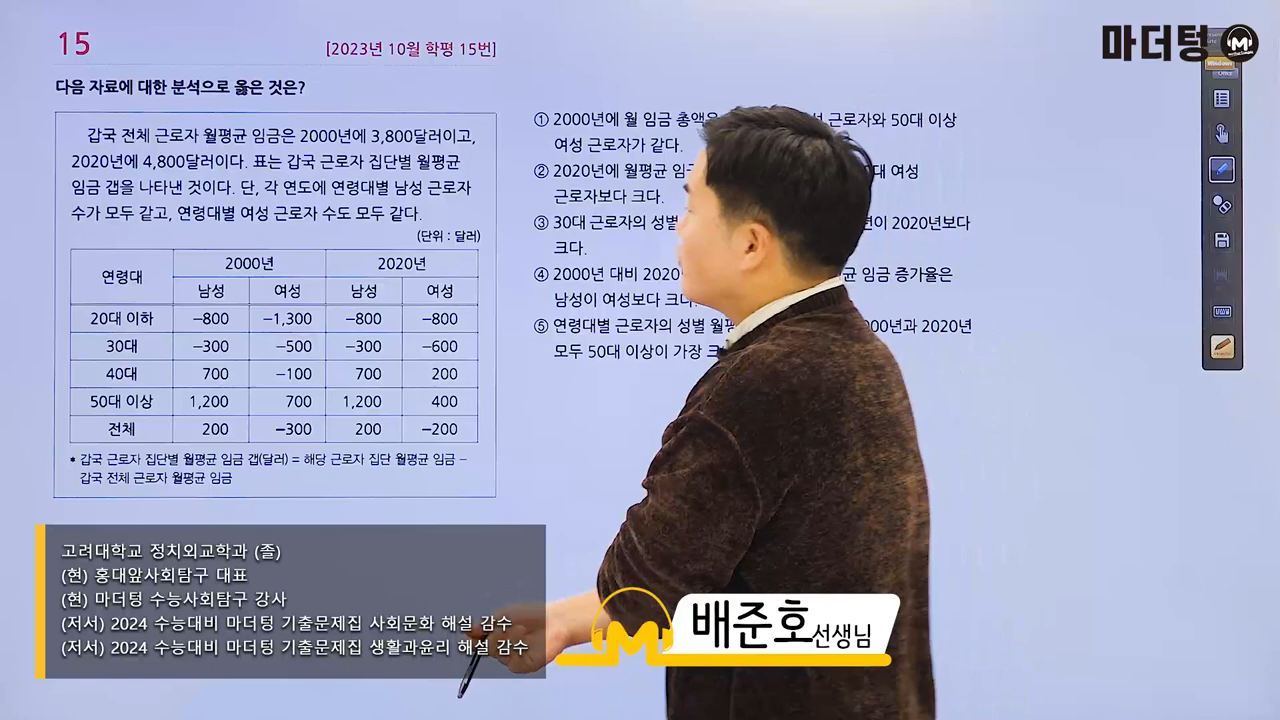 15
[2023년 10월 학평 15번]
다음 자료에 대한 분석으로 옳은 것은?
갑국 전체 근로자 월평균 임금은 2000년에 3,800달러이고,
2020년에 4,800달러이다. 표는 갑국 근로자 집단별 월평균
임금 갭을 나타낸 것이다. 단, 각 연도에 연령대별 남성 근로자
수가 모두 같고, 연령대별 여성 근로자 수도 모두 같다.
(단위 : 달러)
연령대 2000년 2020년
남성 여성 남성 여성
20대 이하 −800 −1,300 −800 −800
30대 −300 −500 −300 −600
40대 700 −100 700 200
50대 이상 1,200 700 1,200 400
전체 200 −300 200 −200
* 갑국 근로자 집단별 월평균 임금 갭(달러) = 해당 근로자 집단 월평균 임금 −
갑국 전체 근로자 월평균 임금
① 2000년에 월 임금 총액은 근로자와 50대 이상
여성 근로자가 같다.
② 2020년에 월평균 여성
근로자보다 크다.
③ 30대 근로자의 성별 2020년보다
크다.
④ 2000년 대비 2020 임금 증가율은
남성이 여성보다 크다.
⑤ 연령대별 근로자의 성별 2020년
모두 50대 이상이 가장
마더텅
M
Windows
고려대학교 정치외교학과 (졸)
(현) 홍대앞사회탐구 대표
(현) 마더텅 수능사회탐구 강사
(저서) 2024 수능대비 마더텅 기출문제집 사회문화 해설 감수
(저서) 2024 수능대비 마더텅 기출문제집 생활과윤리 해설 감수
M 배준호선생님